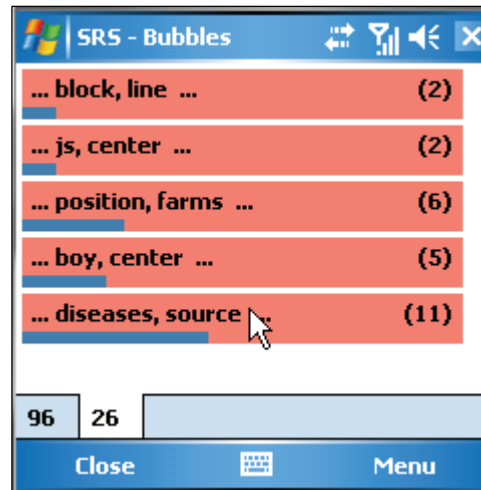 SRS - Bubbles
... block, line ... (2)
... js, center ... (2)
... position, farms ... (6)
... boy, center ... (5)
... diseases, source ... (11)
96 26
Close Menu